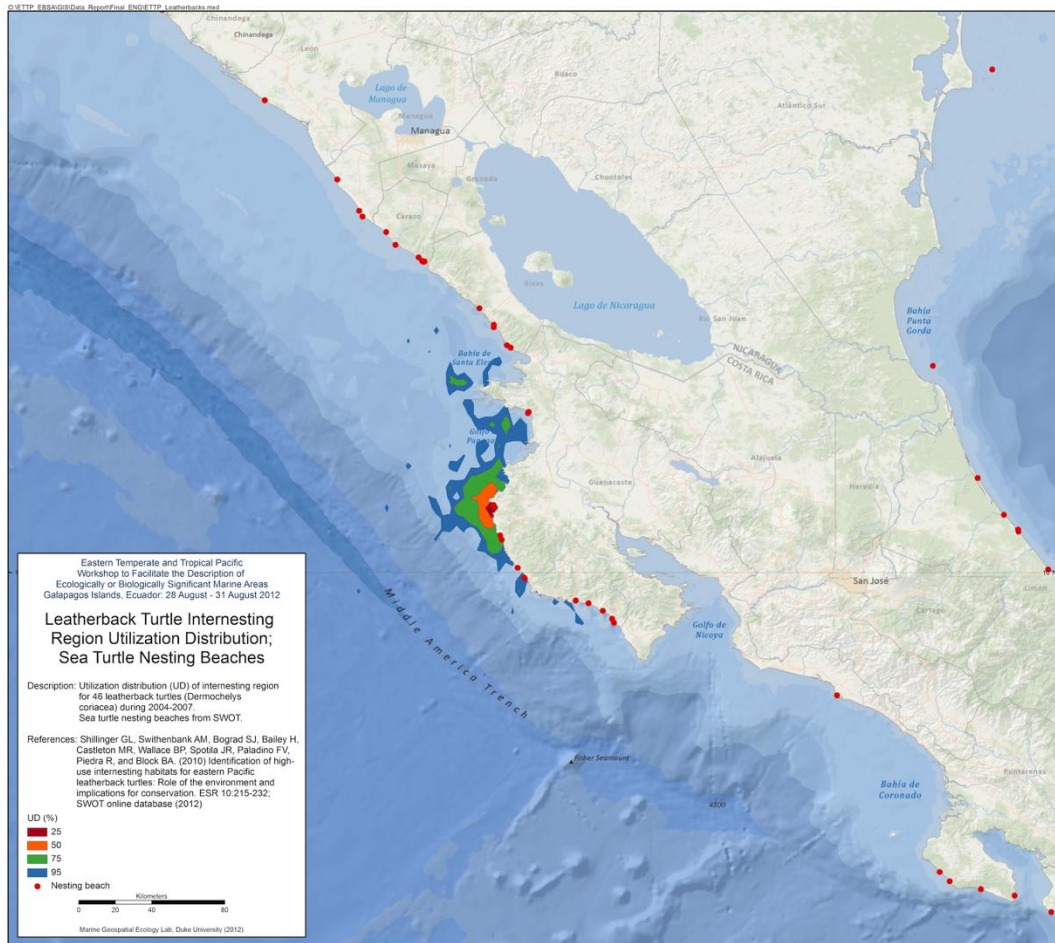 O:\ETTP_EBSA\GIS\Data_Report\Final_ENG\ETTP_Leatherbacks.mxd
Chinandega
Chinandega
León
Boaco
Lago de
Managua
Managua
Managua
Atlántico Sur
Masaya
Granada
Chontales
Carazo
Rivas
Lago de Nicaragua
Río San Juan
Bahía
Punta
Gorda
NICARAGUA
COSTA RICA
Bahía de
Santa Elena
Golfo
Alajuela
Guanacaste
Heredia
San José
Limon
Cartago
Golfo de
Nicoya
Puntarenas
Bahía de
Coronado
Middle America Trench
Fisher Seamount
4100
Eastern Temperate and Tropical Pacific
Workshop to Facilitate the Description of
Ecologically or Biologically Significant Marine Areas
Galapagos Islands, Ecuador: 28 August - 31 August 2012
Leatherback Turtle Internesting
Region Utilization Distribution;
Sea Turtle Nesting Beaches
Description: Utilization distribution (UD) of internesting region
for 46 leatherback turtles (Dermochelys
coriacea) during 2004-2007.
Sea turtle nesting beaches from SWOT.
References: Shillinger GL, Swithenbank AM, Bograd SJ, Bailey H,
Castleton MR, Wallace BP, Spotila JR, Paladino FV,
Piedra R, and Block BA. (2010) Identification of high-
use internesting habitats for eastern Pacific
leatherback turtles: Role of the environment and
implications for conservation. ESR 10:215-232;
SWOT online database (2012)
UD (%)
25
50
75
95
Nesting beach
Kilometers
0 20 40 80
Marine Geospatial Ecology Lab, Duke University (2012)